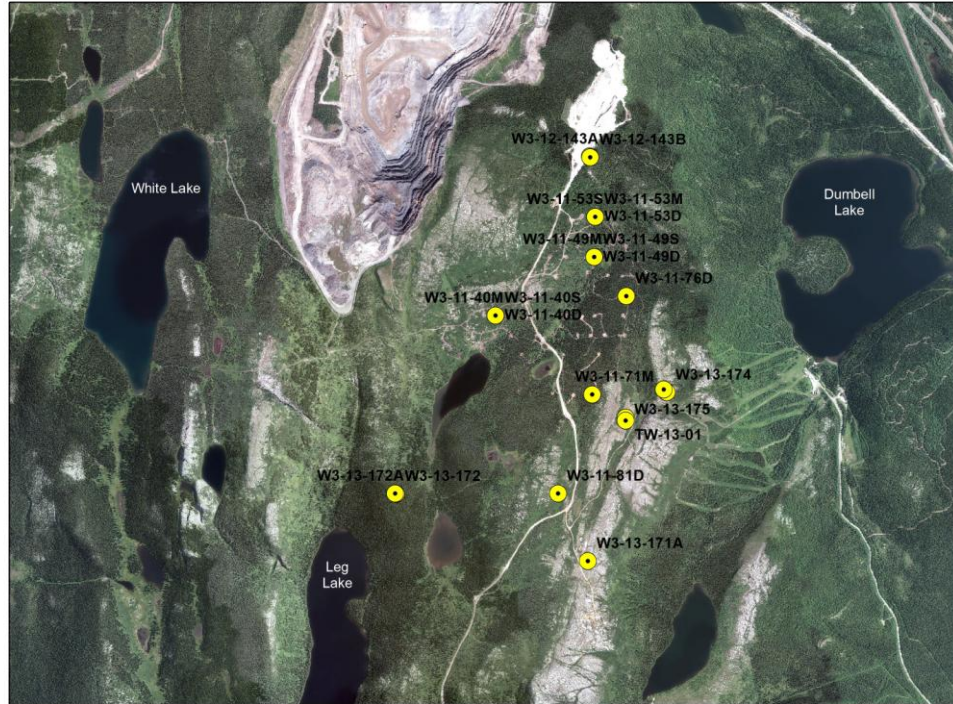 W3-12-143AW3-12-143B
White Lake
Dumbell
Lake
W3-11-53SW3-11-53M
W3-11-53D
W3-11-49MW3-11-49S
W3-11-49D
W3-11-76D
W3-11-40MW3-11-40S
W3-11-40D
W3-11-71M
W3-13-174
W3-13-175
TW-13-01
W3-13-172AW3-13-172
W3-11-81D
W3-13-171A
Leg
Lake